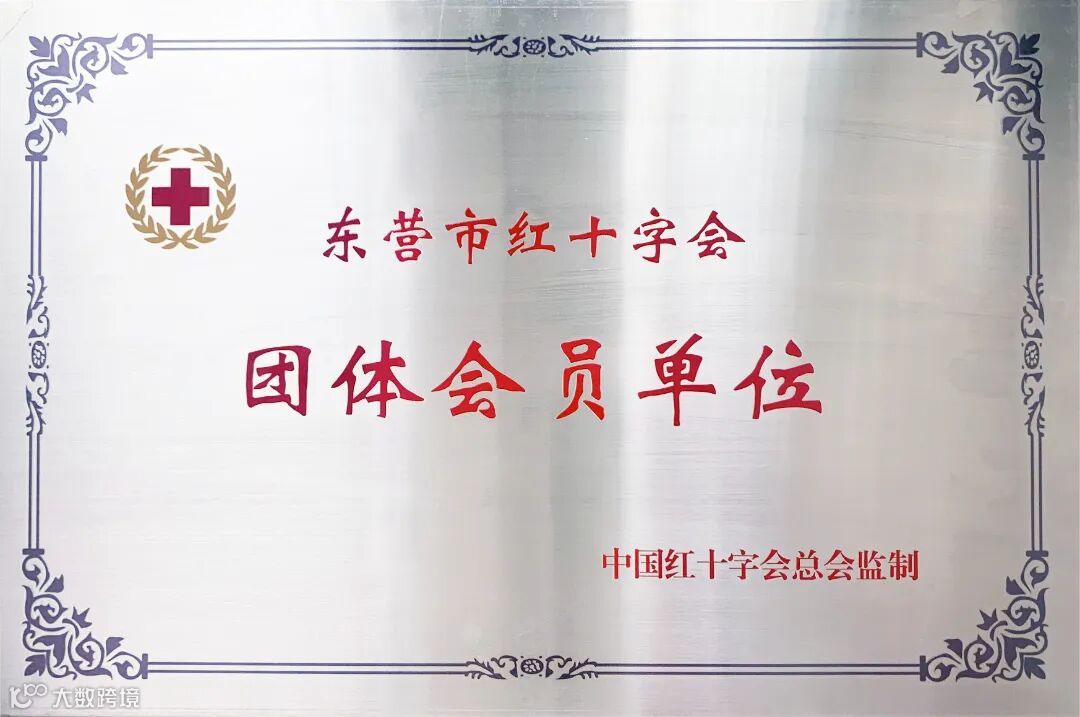 东营市红十字会
团体会员单位
中国红十字会总会监制
大数跨境